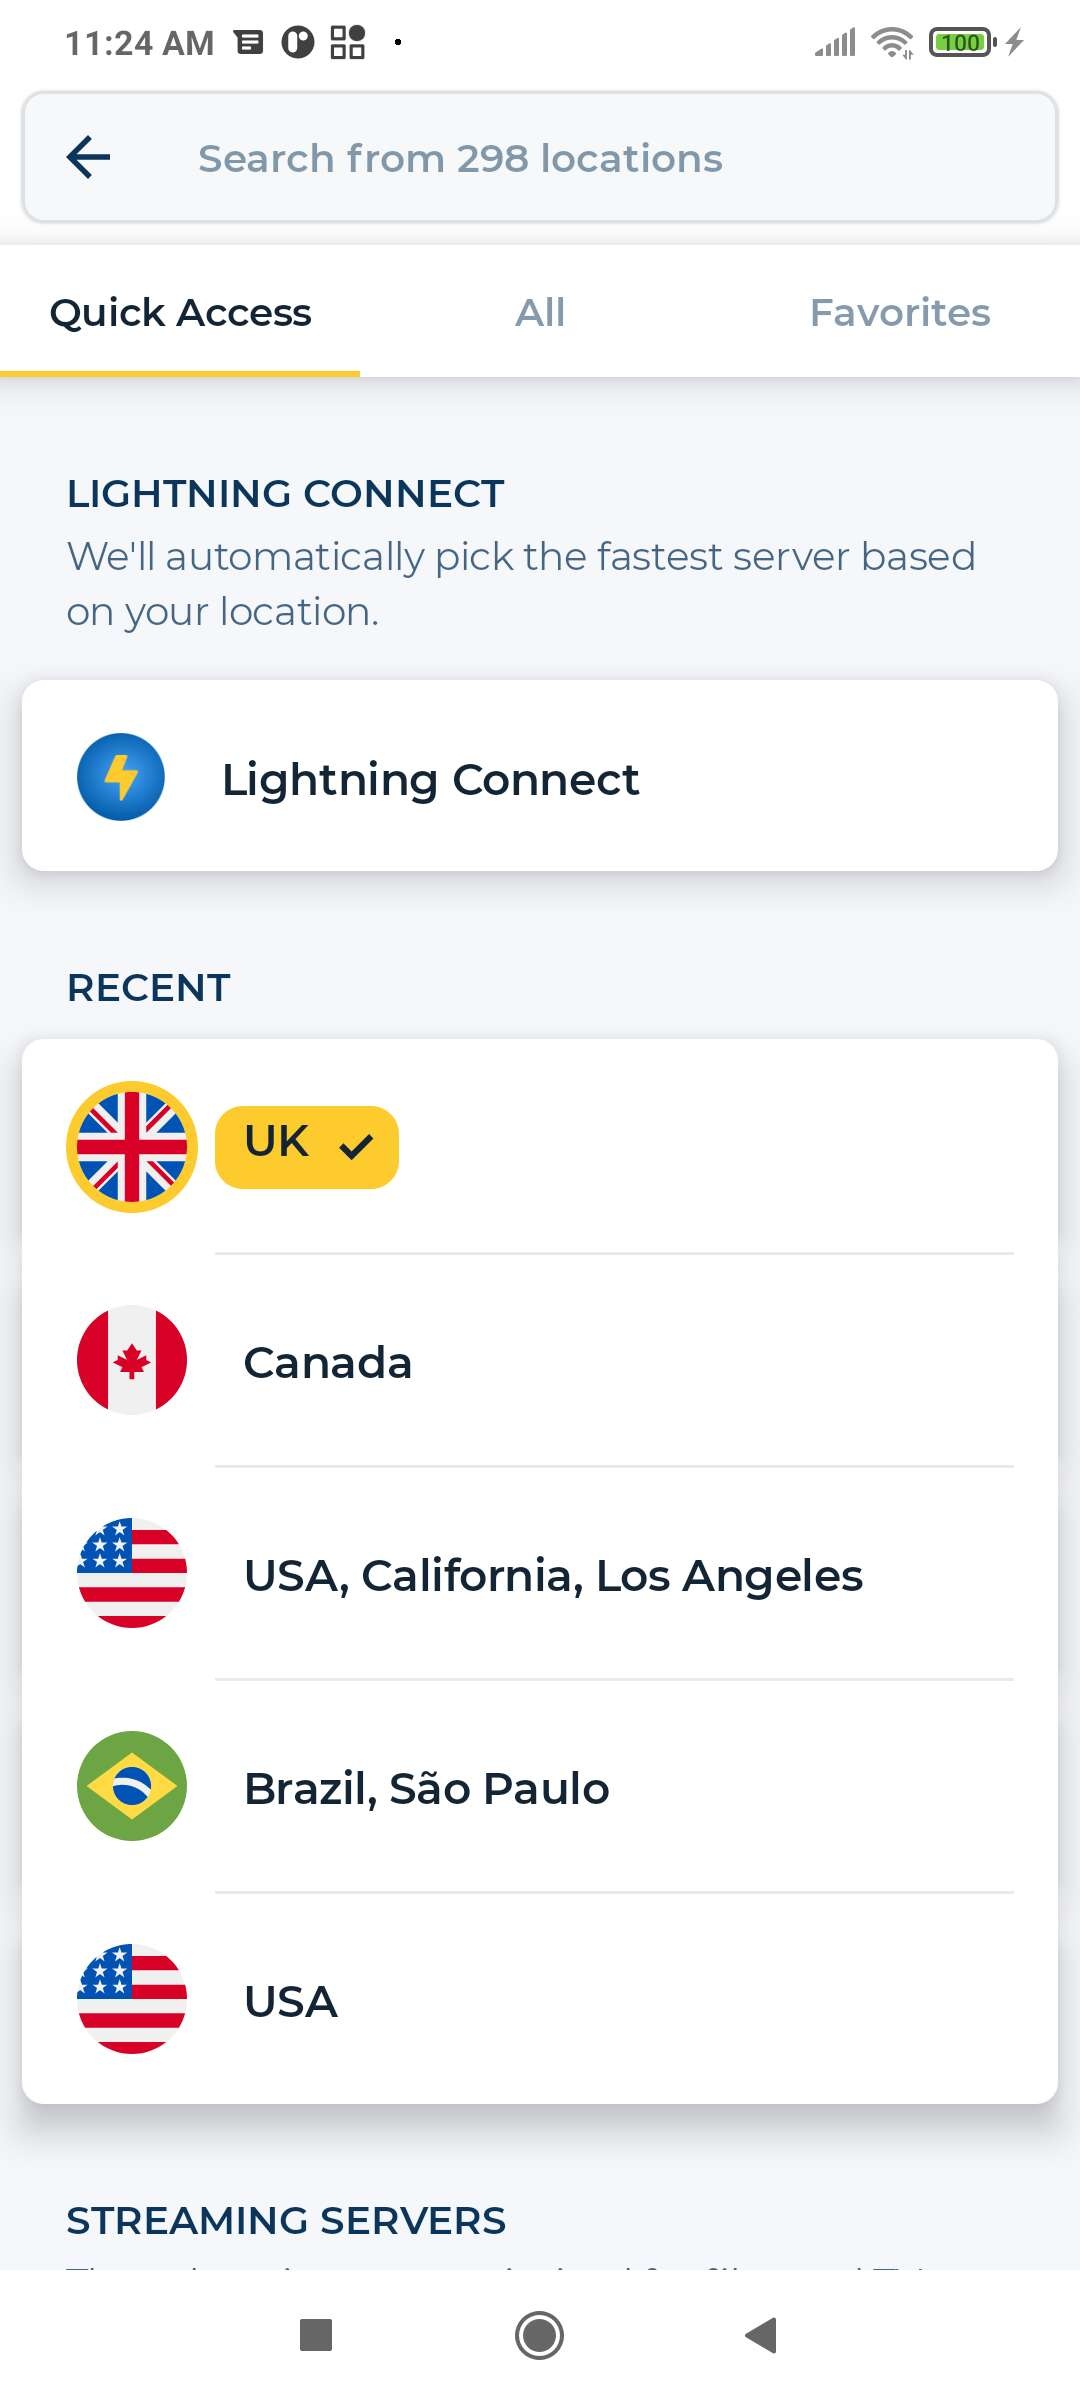 11:24 AM
100
Search from 298 locations
Quick Access
All
Favorites
LIGHTNING CONNECT
We'll automatically pick the fastest server based
on your location.
Lightning Connect
RECENT
UK
Canada
USA, California, Los Angeles
Brazil, São Paulo
USA
STREAMING SERVERS